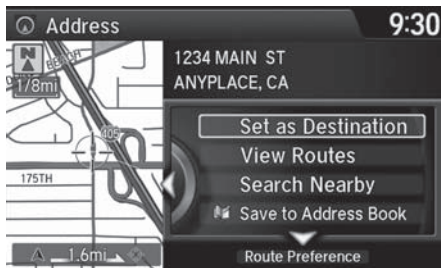 Address
9:30
N
BEACH
1/8mi
405
175TH
1.6mi
1234 MAIN ST
ANYPLACE, CA
Set as Destination
View Routes
Search Nearby
Save to Address Book
Route Preference